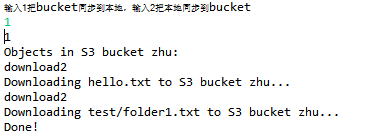 输入1把bucket同步到本地，输入2把本地同步到bucket
1
1
Objects in S3 bucket zhu:
download2
Downloading hello.txt to S3 bucket zhu...
download2
Downloading test/folder1.txt to S3 bucket zhu...
Done!